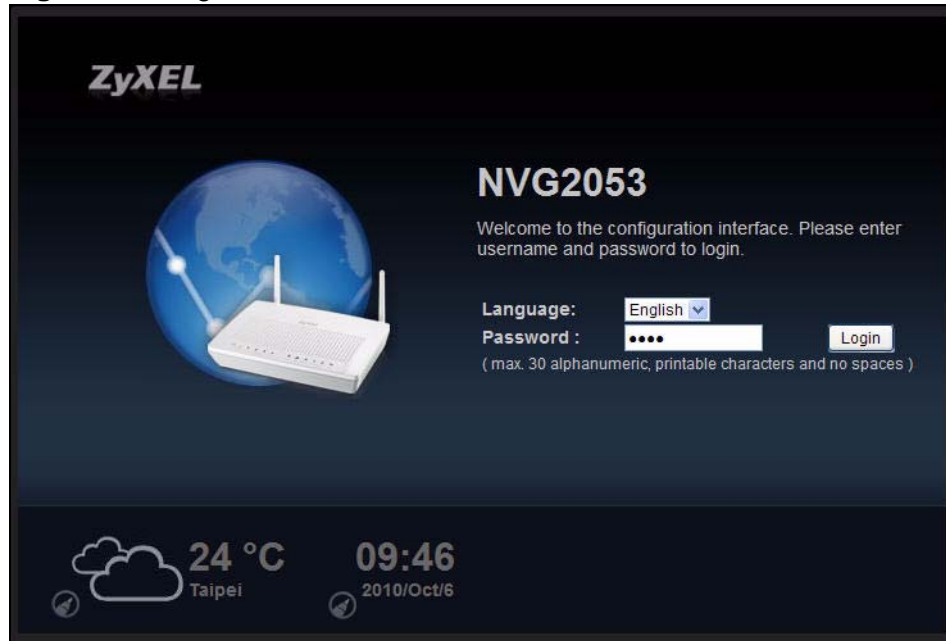 ZyXEL
NVG2053
Welcome to the configuration interface. Please enter
username and password to login.
Language: English
Password : •••• Login
( max. 30 alphanumeric, printable characters and no spaces )
24 °C
Taipei
09:46
2010/Oct/6